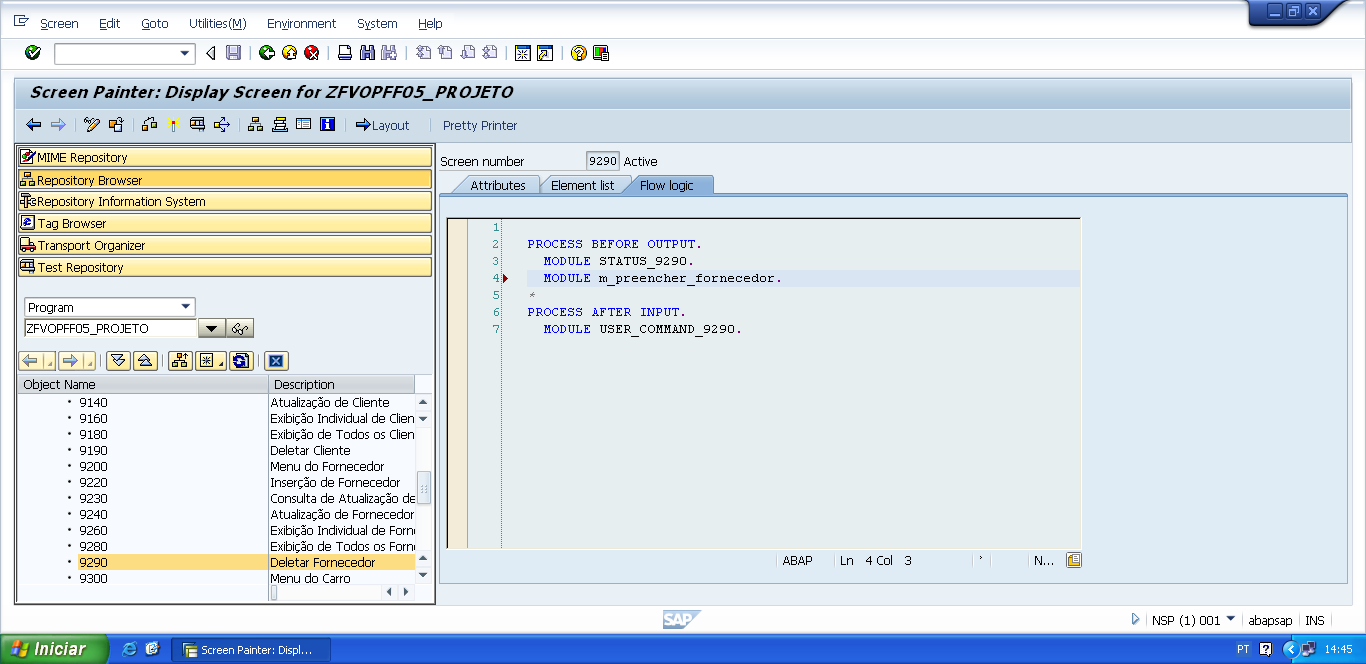 Screen Edit Goto Utilities(M) Environment System Help
Screen Painter: Display Screen for ZFVOPFF05_PROJETO
Layout Pretty Printer
MIME Repository
Repository Browser
Repository Information System
Tag Browser
Transport Organizer
Test Repository
Program
ZFVOPFF05_PROJETO
Object Name Description
9140 Atualização de Cliente
9160 Exibição Individual de Clien
9180 Exibição de Todos os Clien
9190 Deletar Cliente
9200 Menu do Fornecedor
9220 Inserção de Fornecedor
9230 Consulta de Atualização de
9240 Atualização de Fornecedor
9260 Exibição Individual de Forn
9280 Exibição de Todos os Forn
9290 Deletar Fornecedor
9300 Menu do Carro
Screen number 9290 Active
Attributes Element list Flow logic
1
2 PROCESS BEFORE OUTPUT.
3 MODULE STATUS_9290.
4 MODULE m_preencher_fornecedor.
5 *
6 PROCESS AFTER INPUT.
7 MODULE USER_COMMAND_9290.
ABAP Ln 4 Col 3 N...
SAP
NSP (1) 001 abapsap INS
Iniciar Screen Painter: Displ... PT 14:45